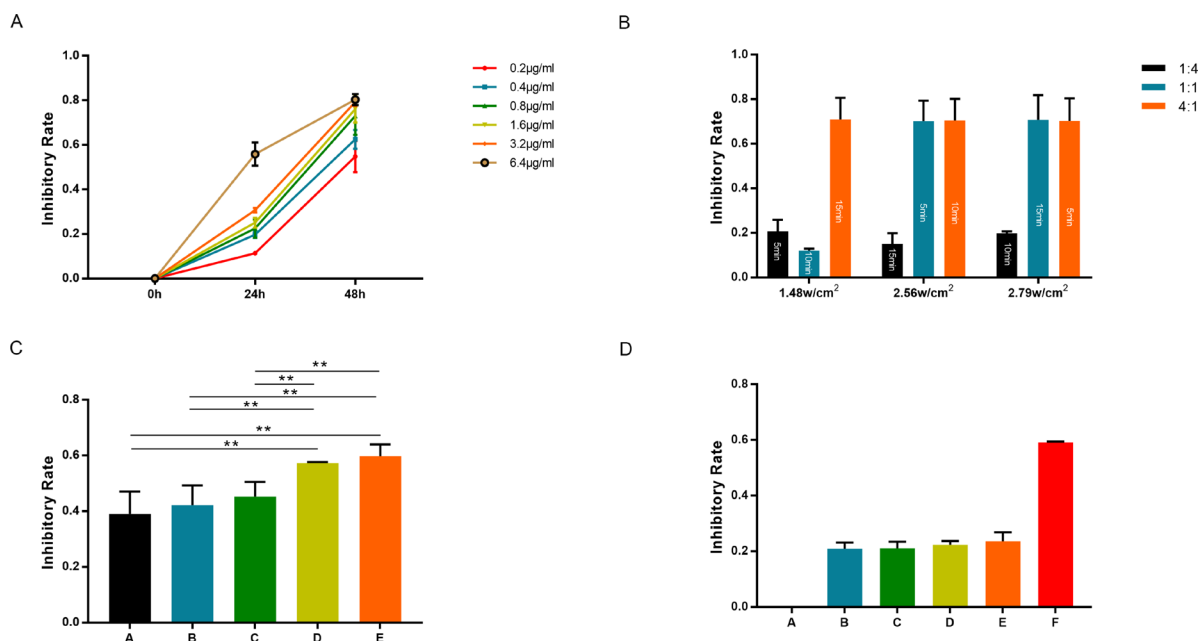 A
Inhibitory Rate
1.0
0.8
0.6
0.4
0.2
0.0
0h 24h 48h
0.2μg/ml
0.4μg/ml
0.8μg/ml
1.6μg/ml
3.2μg/ml
6.4μg/ml
B
Inhibitory Rate
1.0
0.8
0.6
0.4
0.2
0.0
5min 10min 15min 15min 5min 10min 10min 15min 5min
1.48w/cm² 2.56w/cm² 2.79w/cm²
1:4
1:1
4:1
C
Inhibitory Rate
**
**
**
**
**
**
0.8
0.6
0.4
0.2
0.0
A B C D E
D
Inhibitory Rate
0.8
0.6
0.4
0.2
0.0
A B C D E F